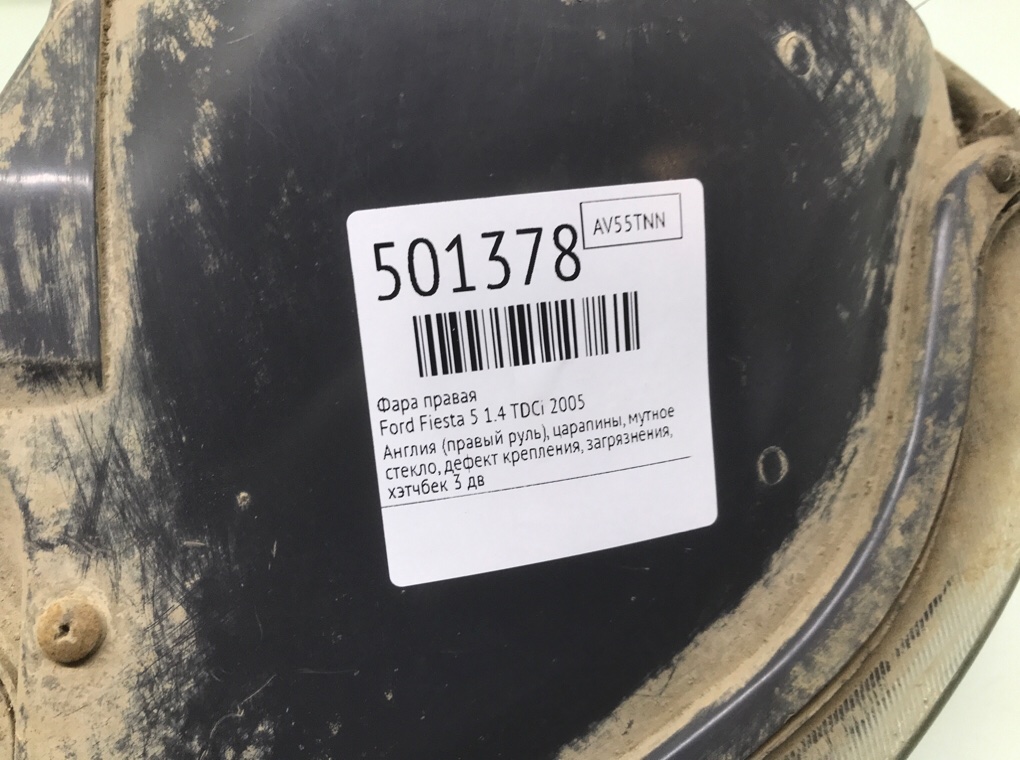 501378
AV55TNN
Фара правая
Ford Fiesta 5 1.4 TDCi 2005
Англия (правый руль), царапины, мутное
стекло, дефект крепления, загрязнения,
хэтчбек 3 дв